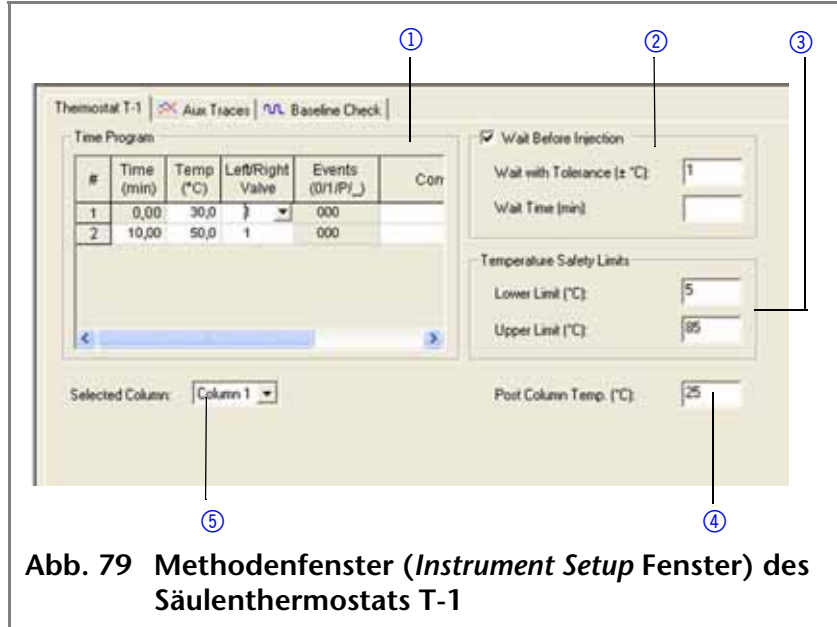 ① ② ③
Thermostat T-1 Aux Traces Baseline Check
Time Program
# Time (min) Temp (°C) Left/Right Valve Events (0/1/P/_) Con
1 0,00 30,0 000
2 10,00 50,0 1 000
Wait Before Injection
Wait with Tolerance (± °C): 1
Wait Time (min)
Temperature Safety Limits
Lower Limit (°C): 5
Upper Limit (°C): 85
Selected Column: Column 1
Post Column Temp. (°C): 25
⑤ ④
Abb. 79 Methodenfenster (Instrument Setup Fenster) des
Säulenthermostats T-1